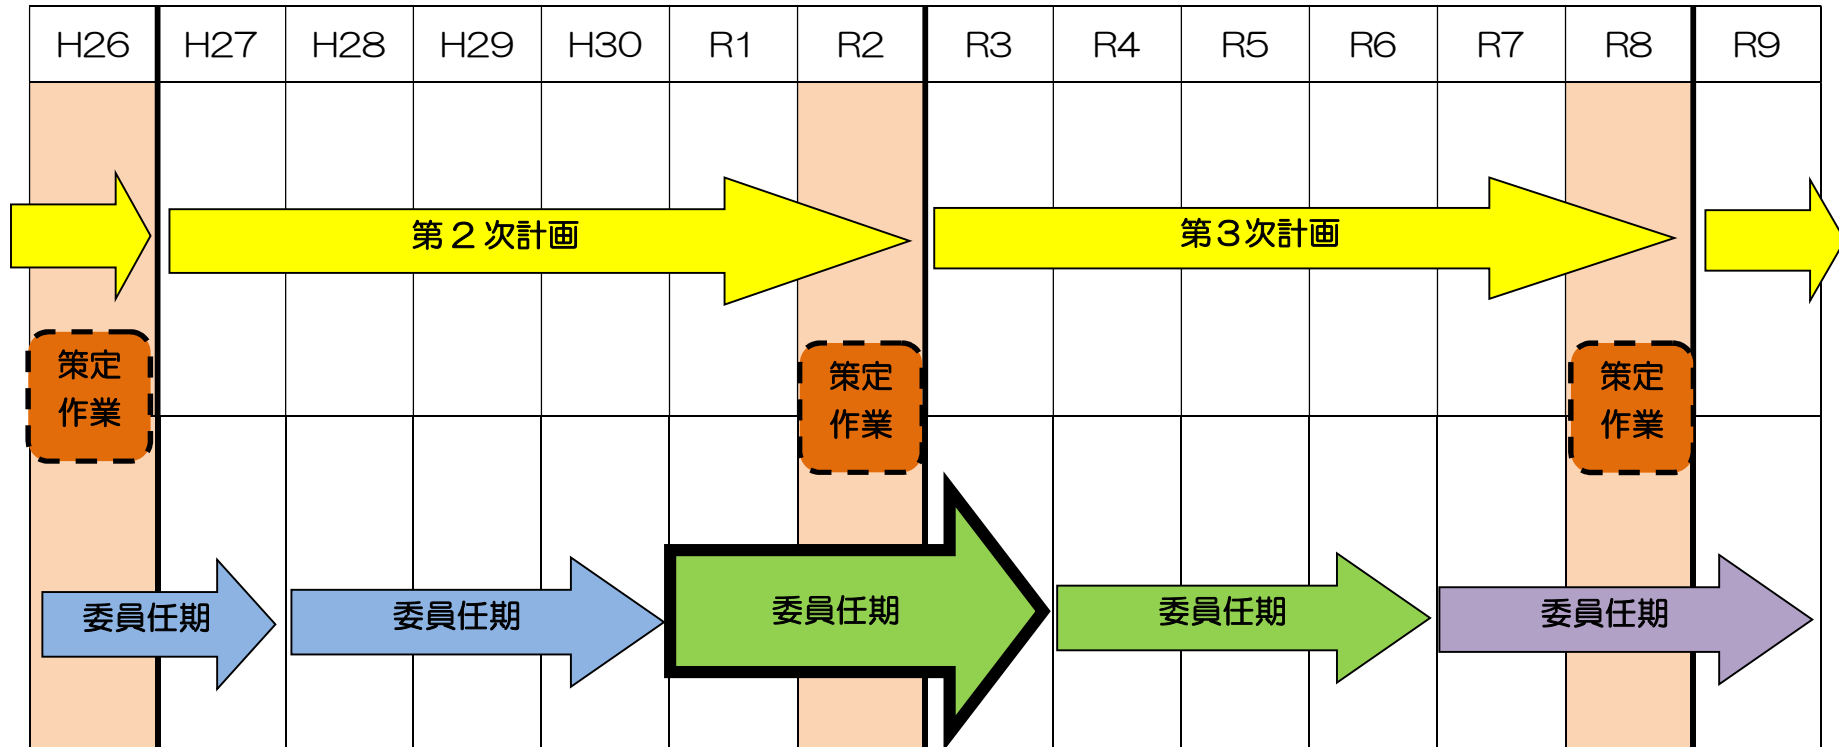 H26 H27 H28 H29 H30 R1 R2 R3 R4 R5 R6 R7 R8 R9
第２次計画
第３次計画
策定
作業
策定
作業
策定
作業
委員任期
委員任期
委員任期
委員任期
委員任期